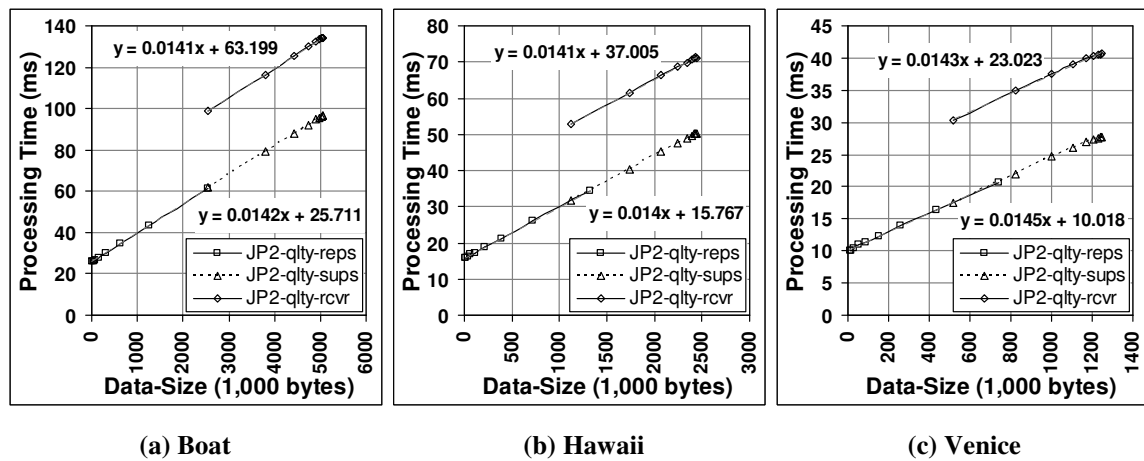 Processing Time (ms)
140
120
100
80
60
40
20
0
y = 0.0141x + 63.199
y = 0.0142x + 25.711
JP2-qlty-reps
JP2-qlty-sups
JP2-qlty-rcvr
0
1000
2000
3000
4000
5000
6000
Data-Size (1,000 bytes)
(a) Boat
Processing Time (ms)
80
70
60
50
40
30
20
10
0
y = 0.0141x + 37.005
y = 0.014x + 15.767
JP2-qlty-reps
JP2-qlty-sups
JP2-qlty-rcvr
0
500
1000
1500
2000
2500
3000
Data-Size (1,000 bytes)
(b) Hawaii
Processing Time (ms)
45
40
35
30
25
20
15
10
5
0
y = 0.0143x + 23.023
y = 0.0145x + 10.018
JP2-qlty-reps
JP2-qlty-sups
JP2-qlty-rcvr
0
200
400
600
800
1000
1200
1400
Data-Size (1,000 bytes)
(c) Venice